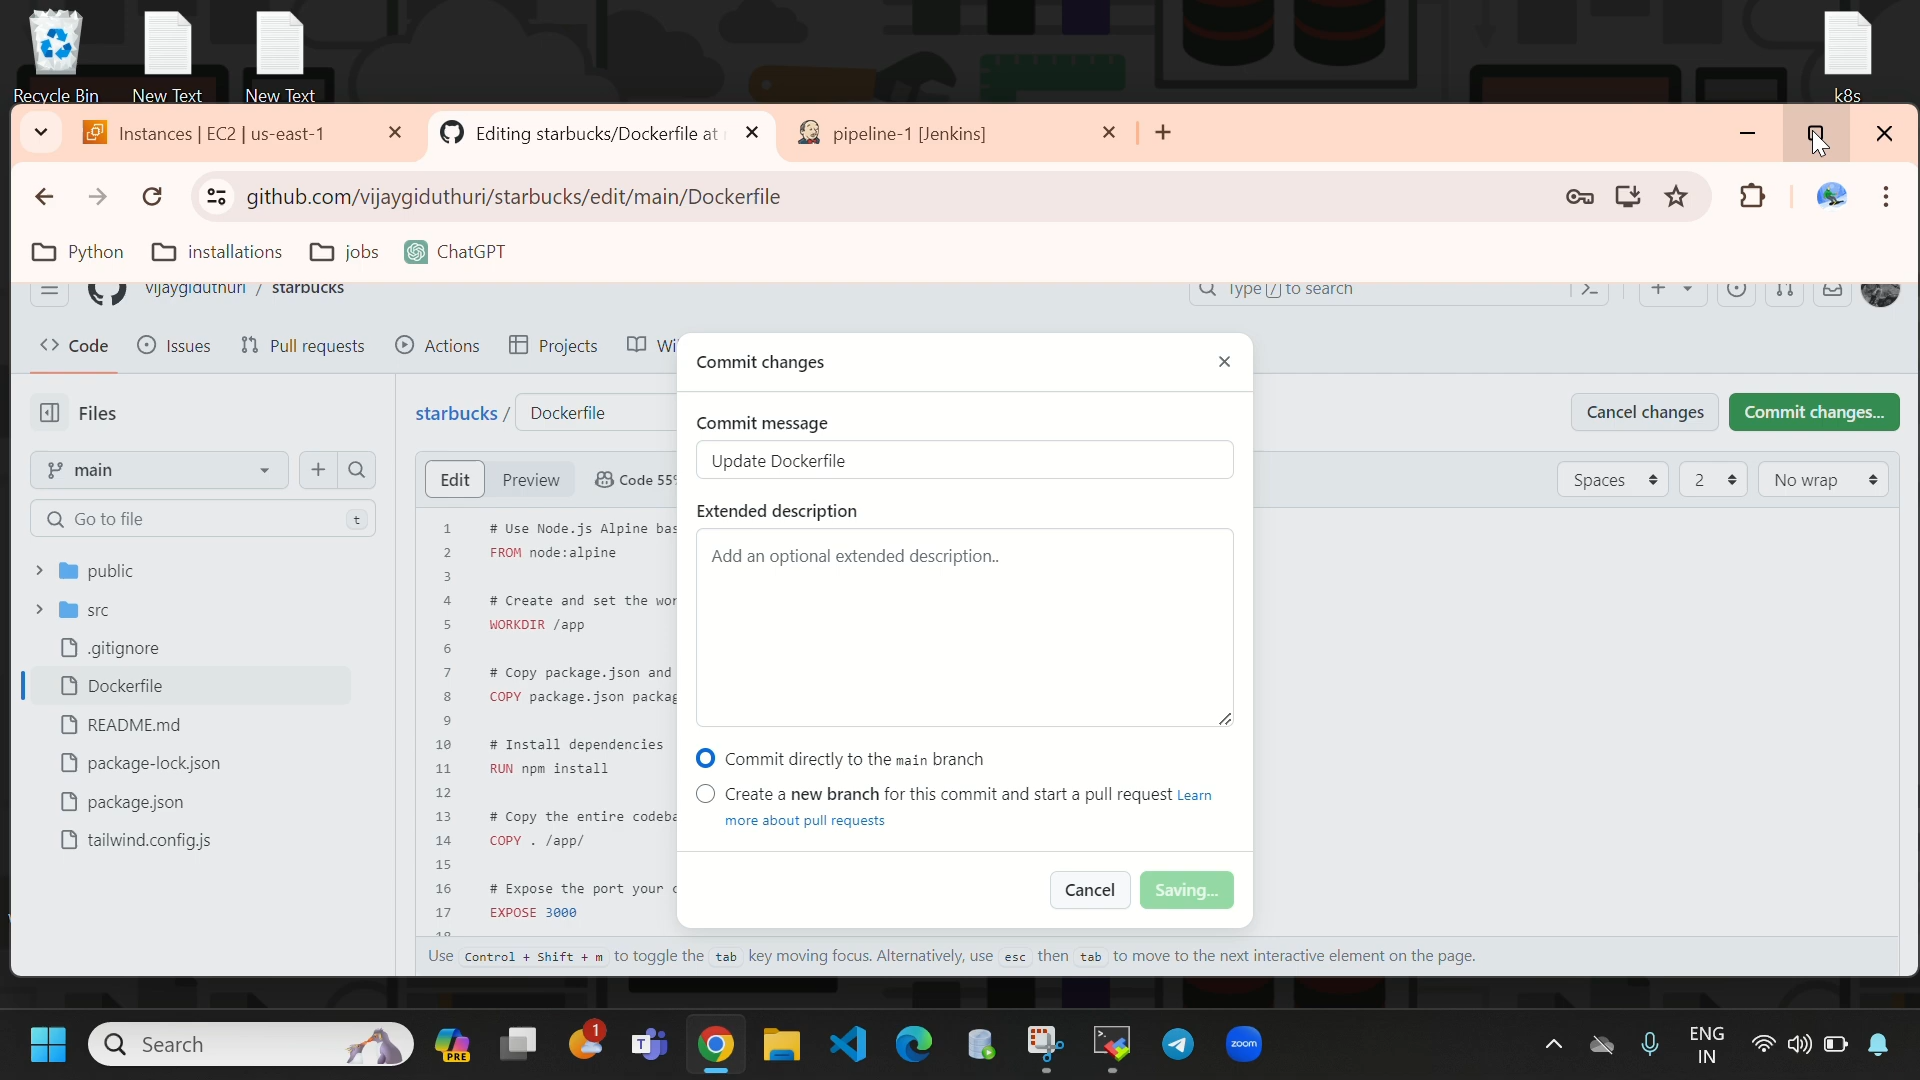 Recycle Bin
New Text
New Text
k8s
Instances | EC2 | us-east-1
Editing starbucks/Dockerfile at
pipeline-1 [Jenkins]
github.com/vijaygiduthuri/starbucks/edit/main/Dockerfile
Python
installations
jobs
ChatGPT
vijaygiduthuri / starbucks
Type / to search
Code
Issues
Pull requests
Actions
Projects
Wi
Files
starbucks / Dockerfile
Cancel changes
Commit changes...
main
Go to file
t
public
src
.gitignore
Dockerfile
README.md
package-lock.json
package.json
tailwind.config.js
Edit
Preview
Code 55%
Spaces
2
No wrap
1 # Use Node.js Alpine bas
2 FROM node:alpine
3
4 # Create and set the wor
5 WORKDIR /app
6
7 # Copy package.json and
8 COPY package.json packag
9
10 # Install dependencies
11 RUN npm install
12
13 # Copy the entire codeba
14 COPY . /app/
15
16 # Expose the port your c
17 EXPOSE 3000
18
Commit changes
Commit message
Update Dockerfile
Extended description
Add an optional extended description..
Commit directly to the main branch
Create a new branch for this commit and start a pull request Learn
more about pull requests
Cancel
Saving...
Use Control + Shift + m to toggle the tab key moving focus. Alternatively, use esc then tab to move to the next interactive element on the page.
Search
PRE
1
zoom
ENG
IN